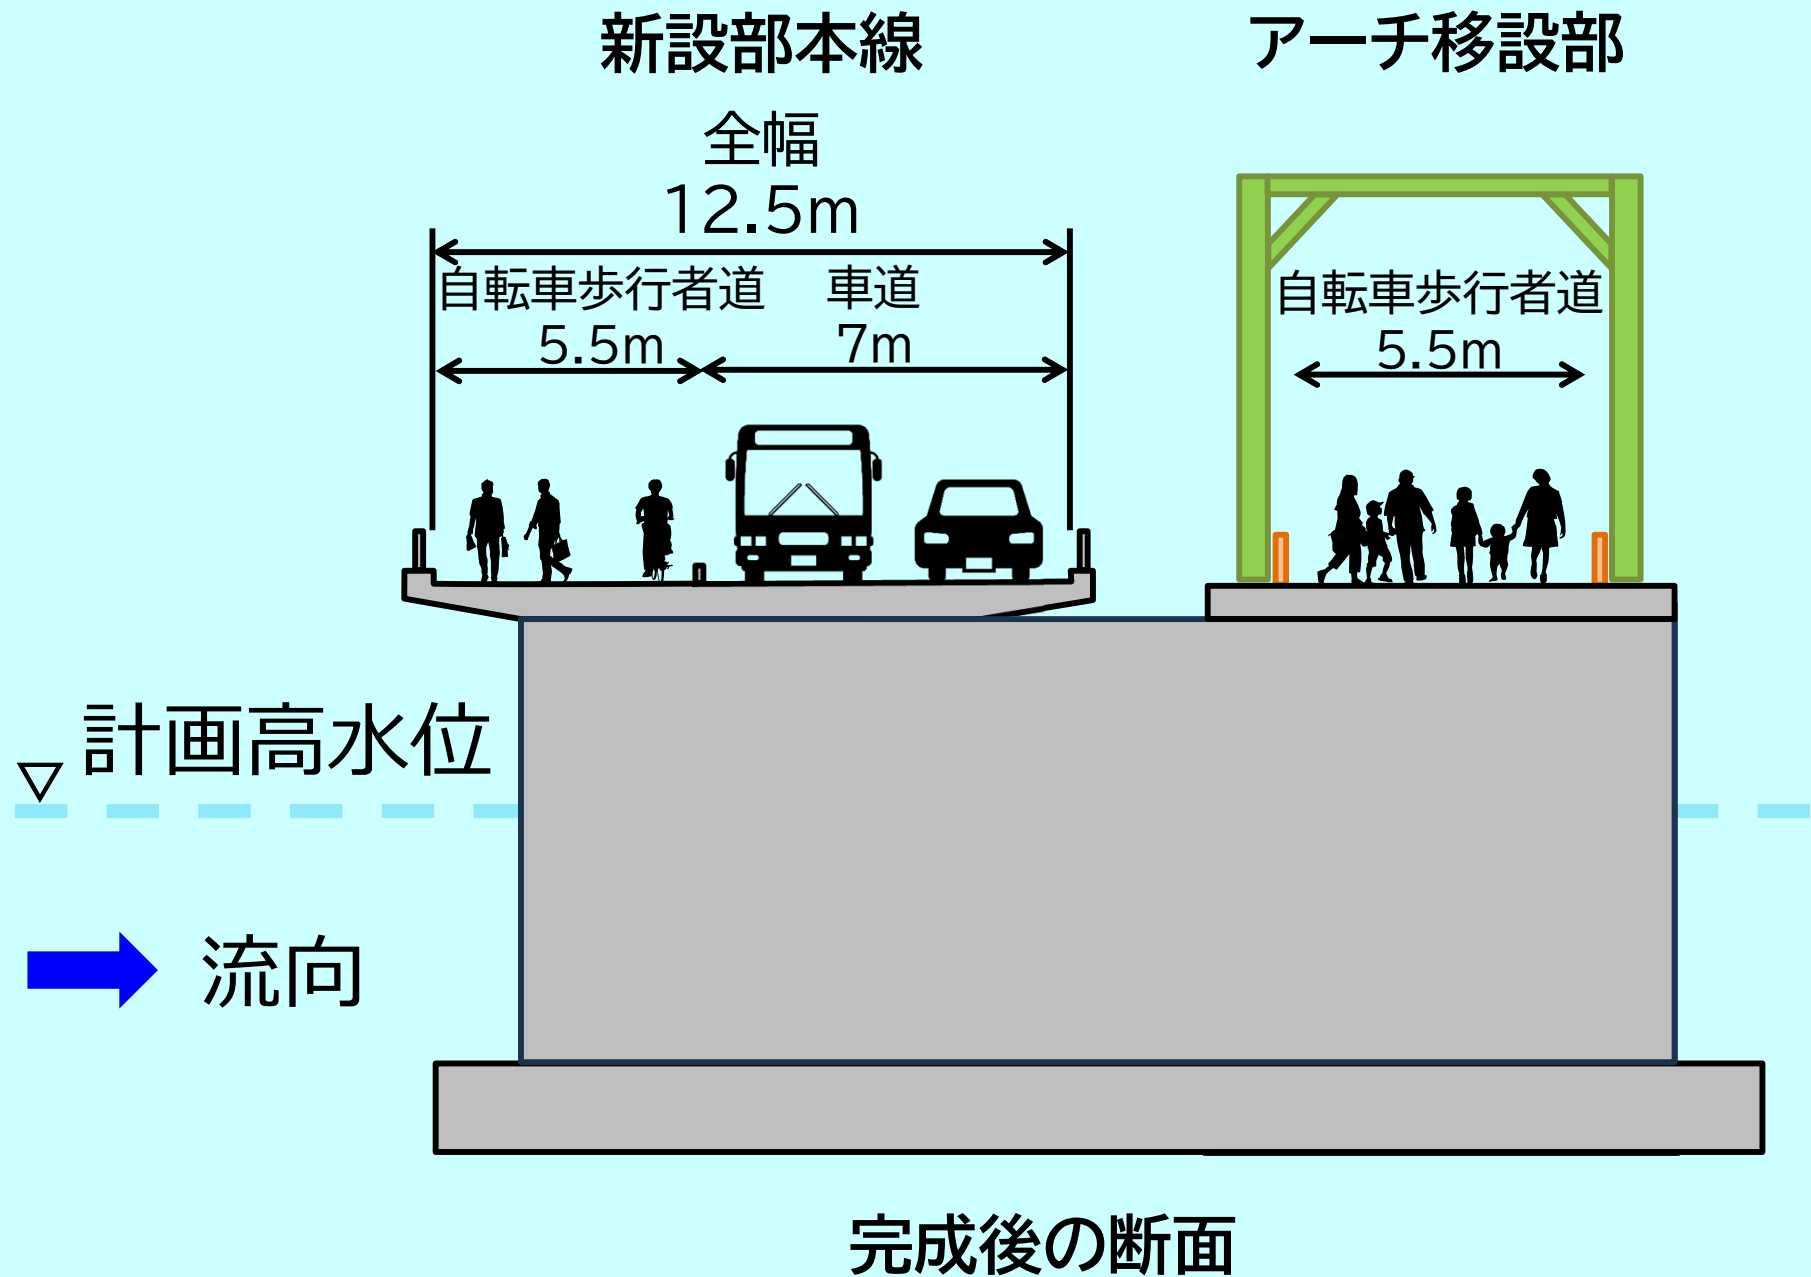 新設部本線
アーチ移設部
全幅
12.5m
自転車歩行者道
車道
5.5m
7m
自転車歩行者道
5.5m
計画高水位
流向
完成後の断面